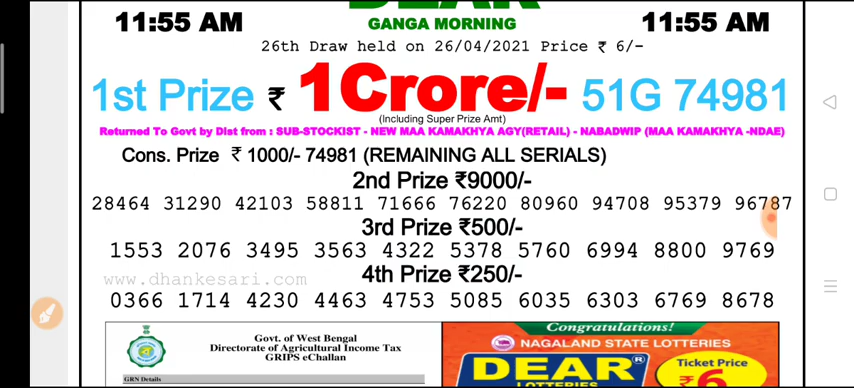 DEAR
11:55 AM GANGA MORNING 11:55 AM
26th Draw held on 26/04/2021 Price ₹ 6/-
1st Prize ₹ 1Crore/- 51G 74981
(Including Super Prize Amt)
Returned To Govt by Dist from : SUB-STOCKIST - NEW MAA KAMAKHYA AGY(RETAIL) - NABADWIP (MAA KAMAKHYA -NDAE)
Cons. Prize ₹ 1000/- 74981 (REMAINING ALL SERIALS)
2nd Prize ₹9000/-
28464 31290 42103 58811 71666 76220 80960 94708 95379 96787
3rd Prize ₹500/-
1553 2076 3495 3563 4322 5378 5760 6994 8800 9769
www.dhankesari.com
4th Prize ₹250/-
0366 1714 4230 4463 4753 5085 6035 6303 6769 8678
Govt. of West Bengal
Directorate of Agricultural Income Tax
GRIPS eChallan
GRN Details
Congratulations!
NAGALAND STATE LOTTERIES
DEAR®
LOTTERIES
Ticket Price
₹6